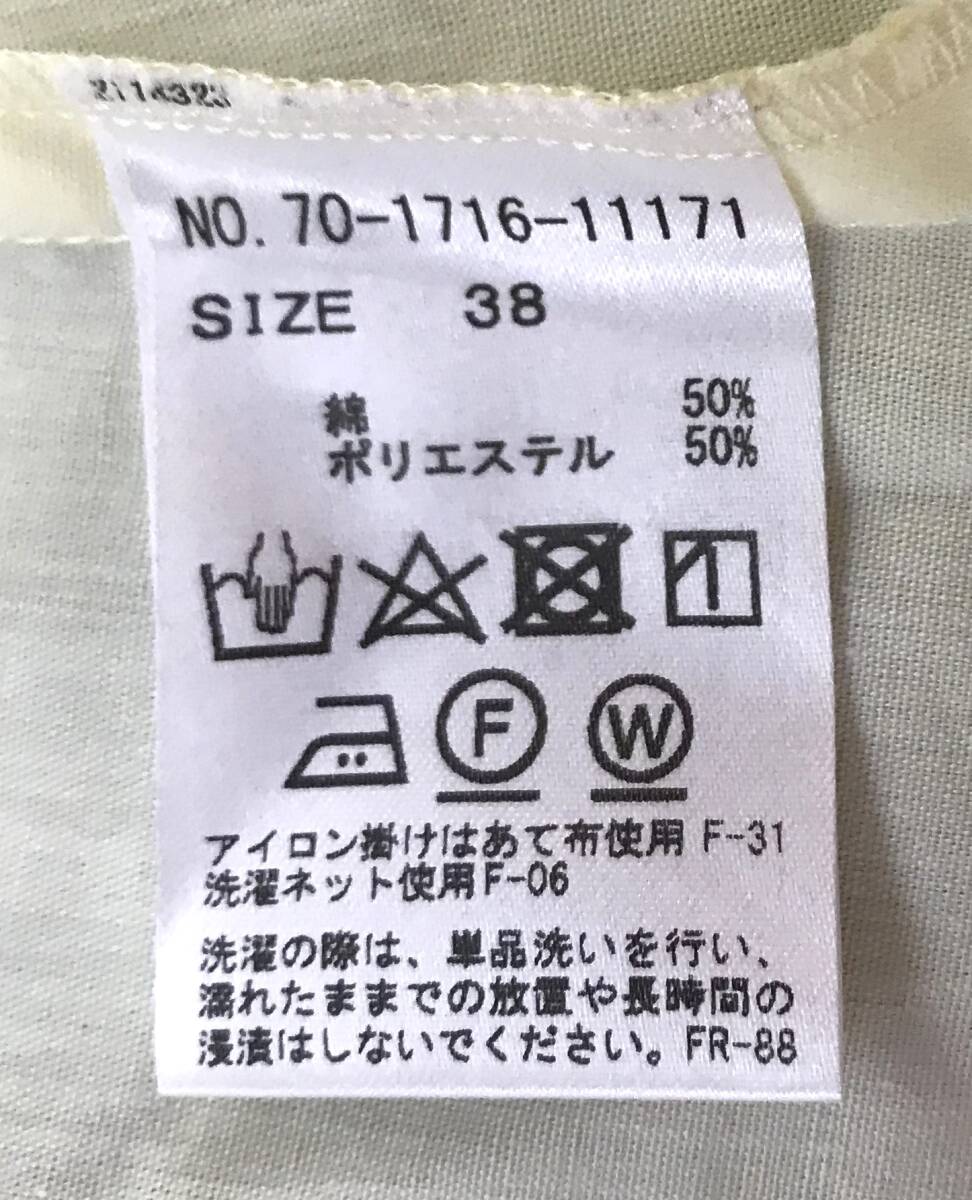 NO. 70-1716-11171
SIZE 38
綿 50%
ポリエステル 50%
F
W
アイロン掛けはあて布使用 F-31
洗濯ネット使用F-06
洗濯の際は、単品洗いを行い、
濡れたままでの放置や長時間の
浸漬はしないでください。FR-88